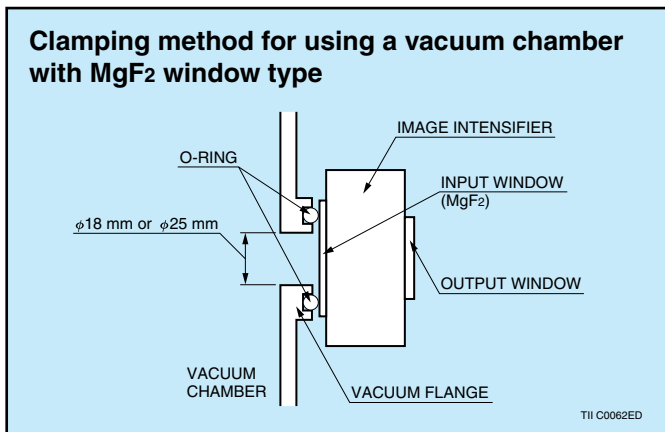 Clamping method for using a vacuum chamber
with MgF2 window type
IMAGE INTENSIFIER
O-RING
INPUT WINDOW
(MgF2)
φ18 mm or φ25 mm
OUTPUT WINDOW
VACUUM
CHAMBER
VACUUM FLANGE
TII C0062ED